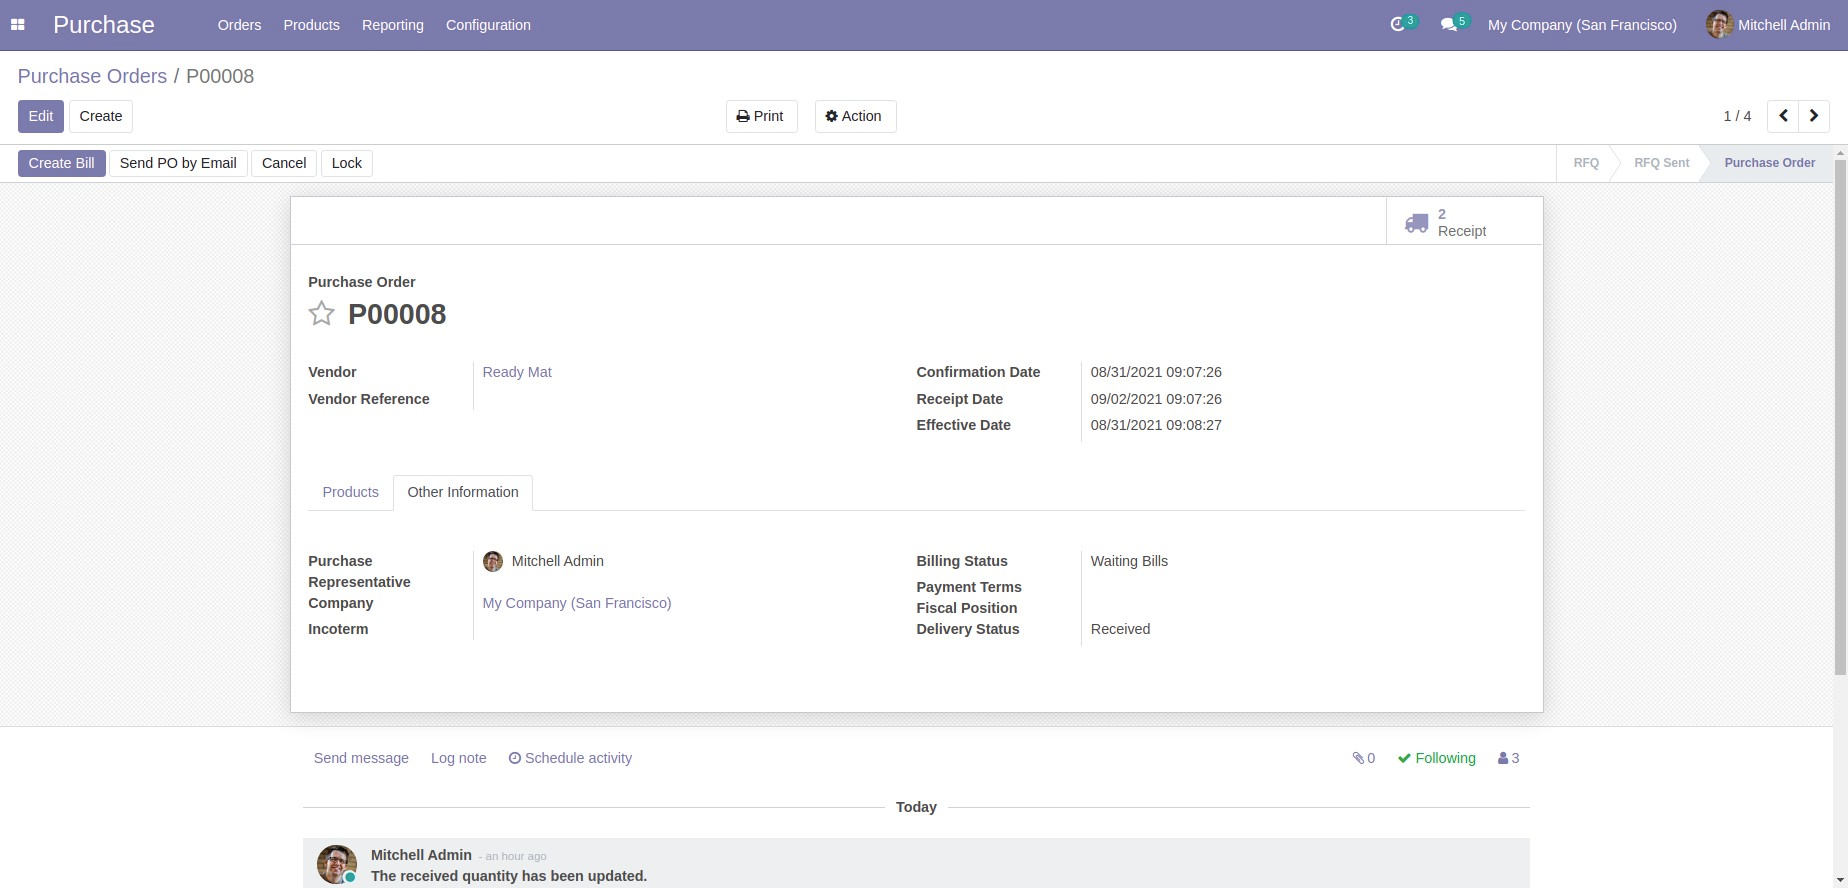 Purchase Orders Products Reporting Configuration 3 5 My Company (San Francisco) Mitchell Admin
Purchase Orders / P00008
Edit Create Print Action 1 / 4
Create Bill Send PO by Email Cancel Lock RFQ RFQ Sent Purchase Order
2
Receipt
Purchase Order
P00008
Vendor Ready Mat Confirmation Date 08/31/2021 09:07:26
Vendor Reference Receipt Date 09/02/2021 09:07:26
Effective Date 08/31/2021 09:08:27
Products Other Information
Purchase Mitchell Admin Billing Status Waiting Bills
Representative Payment Terms
Company My Company (San Francisco) Fiscal Position
Incoterm Delivery Status Received
Send message Log note Schedule activity 0 Following 3
Today
Mitchell Admin - an hour ago
The received quantity has been updated.